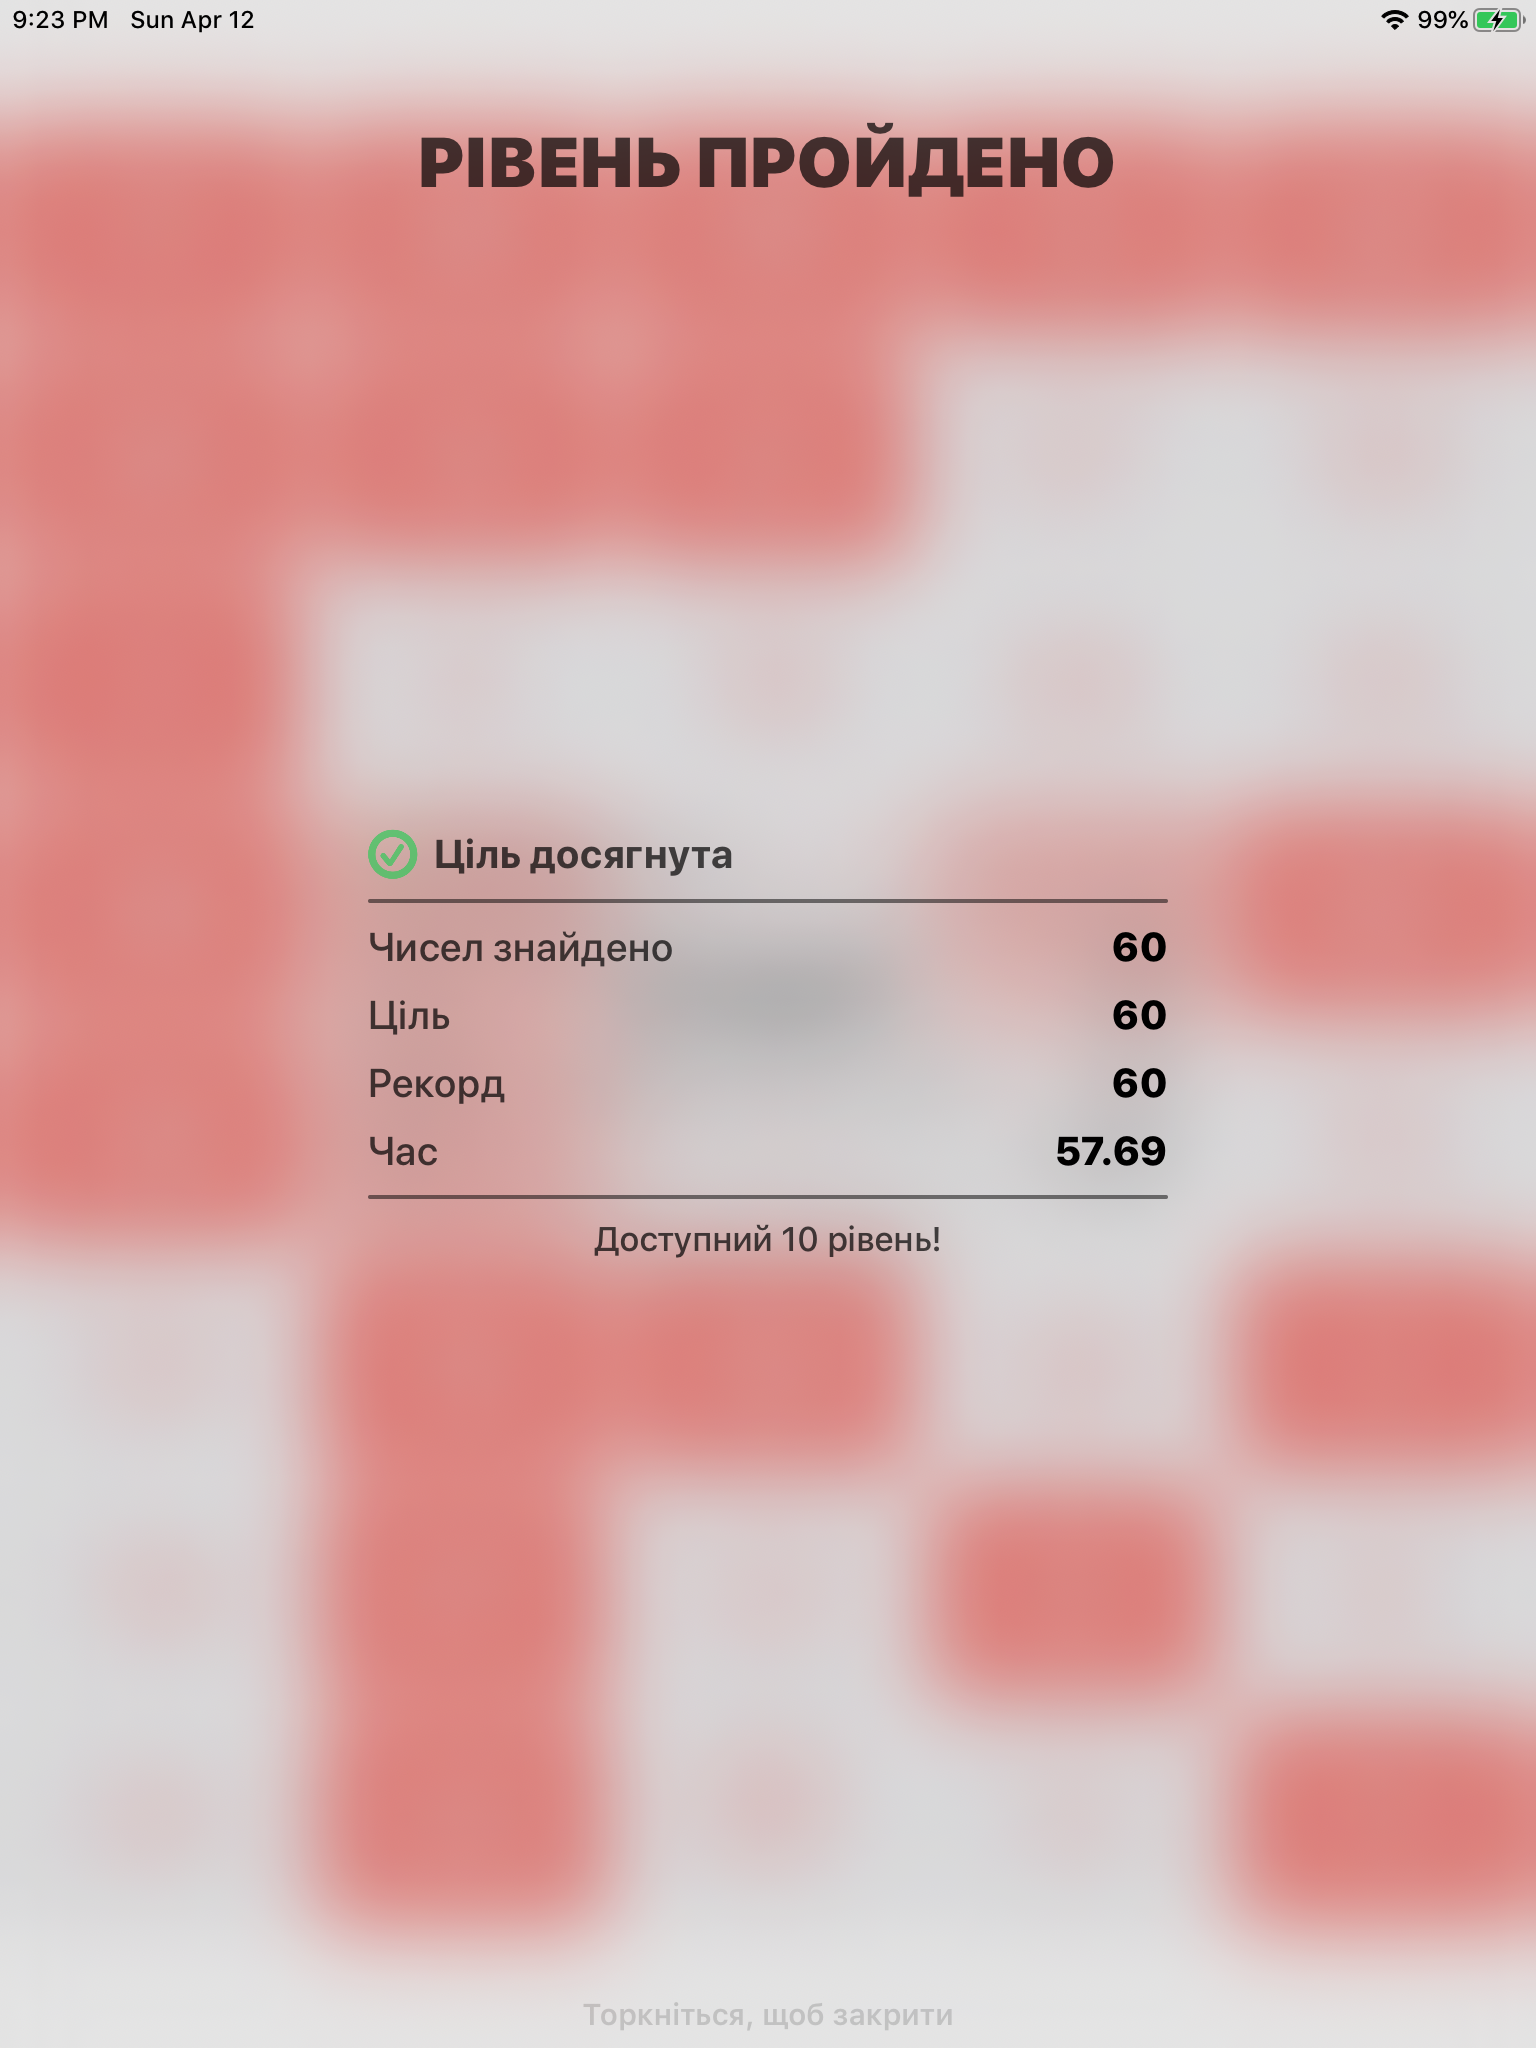 9:23 PM Sun Apr 12 99%
РІВЕНЬ ПРОЙДЕНО
Ціль досягнута
Чисел знайдено 60
Ціль 60
Рекорд 60
Час 57.69
Доступний 10 рівень!
Торкніться, щоб закрити